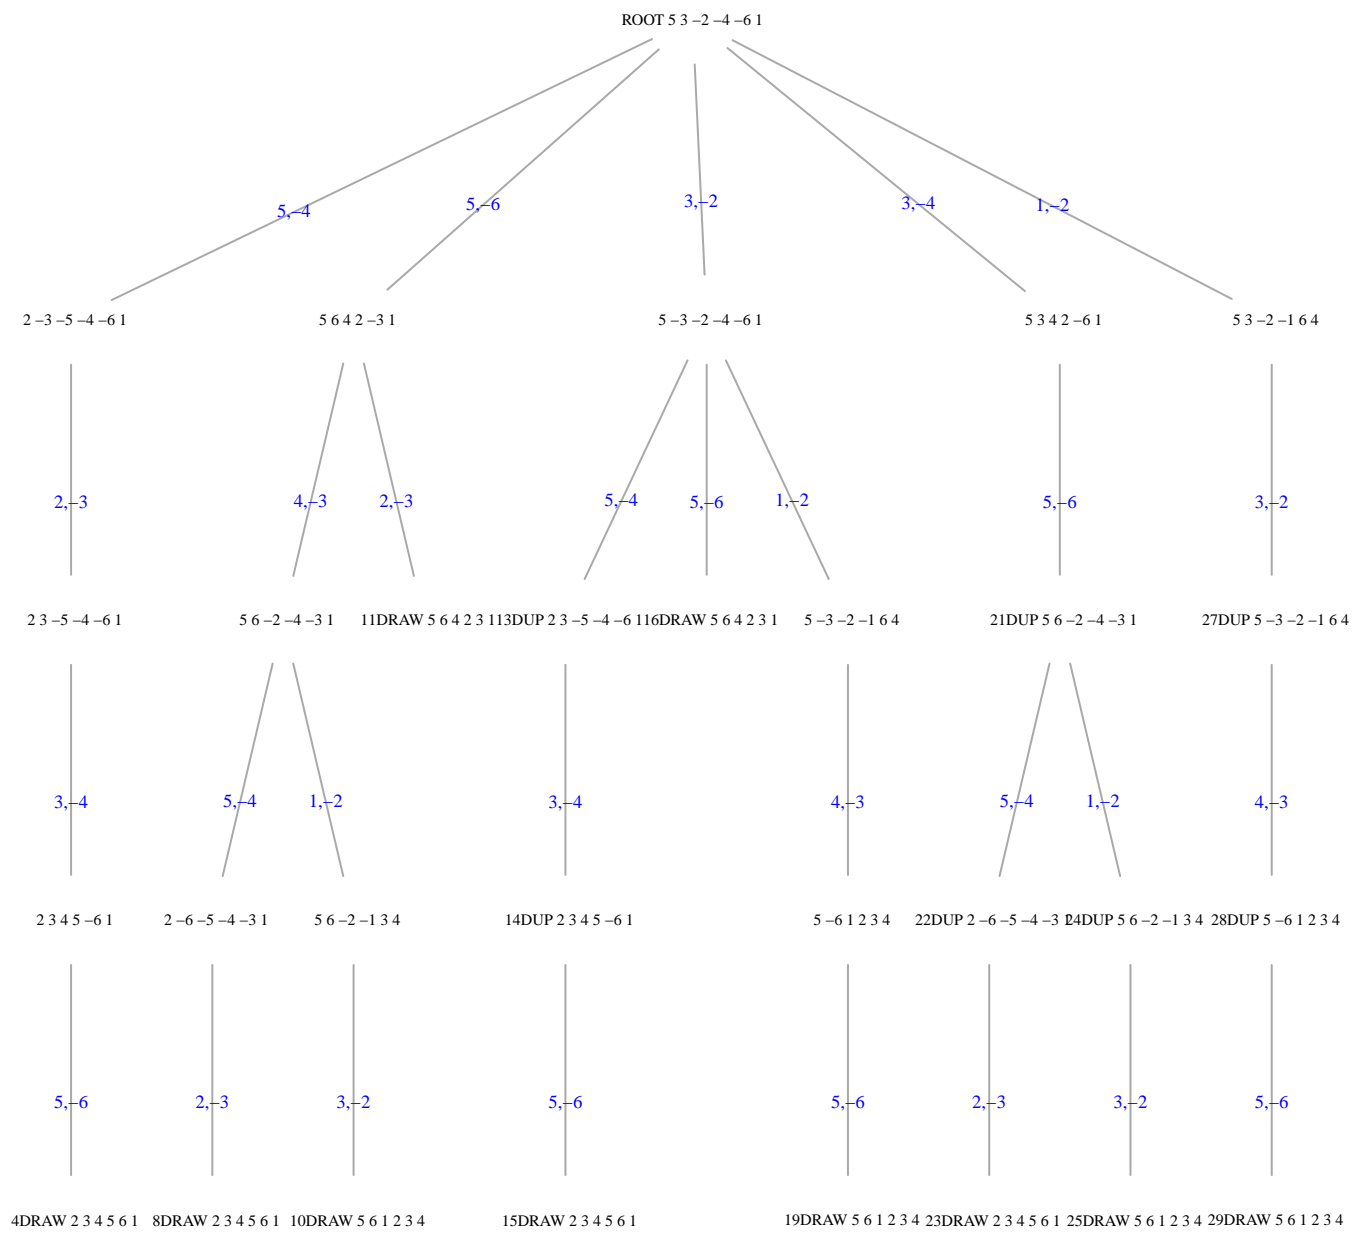 ROOT 5 3 −2 −4 −6 1
5,−4 5,−6 3,−2 3,−4 1,−2
2 −3 −5 −4 −6 1 5 6 4 2 −3 1 5 −3 −2 −4 −6 1 5 3 4 2 −6 1 5 3 −2 −1 6 4
2,−3 4,−3 2,−3 5,−4 5,−6 1,−2 5,−6 3,−2
2 3 −5 −4 −6 1 5 6 −2 −4 −3 1 11DRAW 5 6 4 2 3 1 13DUP 2 3 −5 −4 −6 1 16DRAW 5 6 4 2 3 1 5 −3 −2 −1 6 4 21DUP 5 6 −2 −4 −3 1 27DUP 5 −3 −2 −1 6 4
3,−4 5,−4 1,−2 3,−4 4,−3 5,−4 1,−2 4,−3
2 3 4 5 −6 1 2 −6 −5 −4 −3 1 5 6 −2 −1 3 4 14DUP 2 3 4 5 −6 1 5 −6 1 2 3 4 22DUP 2 −6 −5 −4 −3 1 24DUP 5 6 −2 −1 3 4 28DUP 5 −6 1 2 3 4
5,−6 2,−3 3,−2 5,−6 5,−6 2,−3 3,−2 5,−6
4DRAW 2 3 4 5 6 1 8DRAW 2 3 4 5 6 1 10DRAW 5 6 1 2 3 4 15DRAW 2 3 4 5 6 1 19DRAW 5 6 1 2 3 4 23DRAW 2 3 4 5 6 1 25DRAW 5 6 1 2 3 4 29DRAW 5 6 1 2 3 4